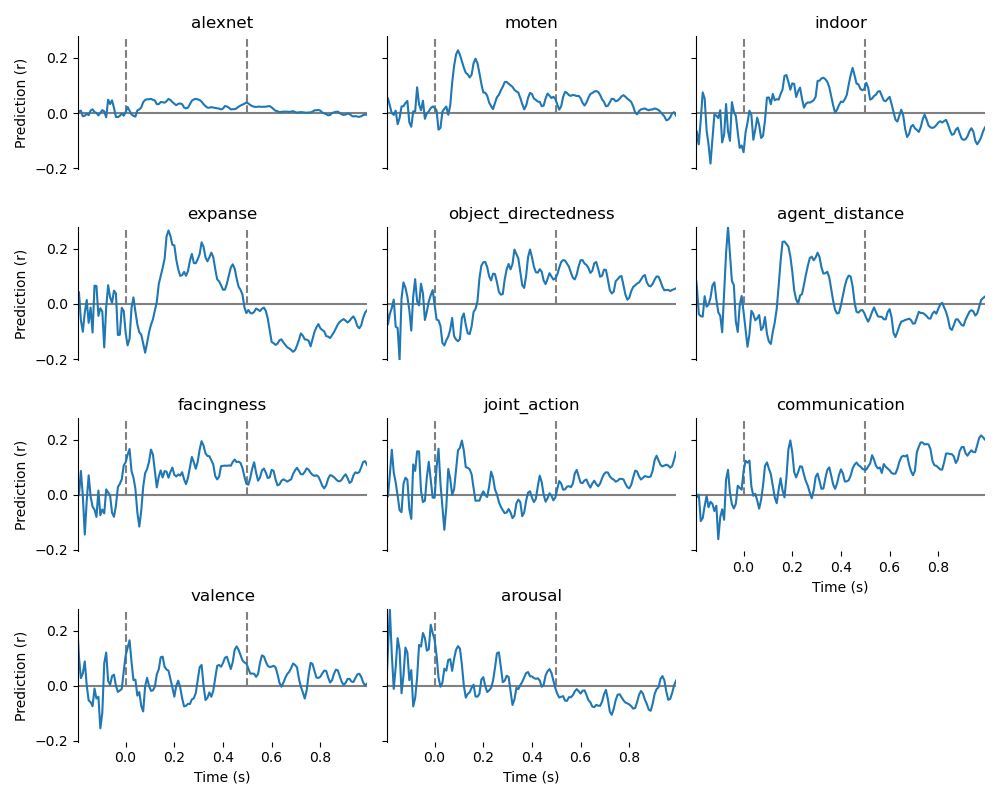 alexnet
moten
indoor
Prediction (r)
0.2
0.0
−0.2
expanse
object_directedness
agent_distance
Prediction (r)
0.2
0.0
−0.2
facingness
joint_action
communication
Prediction (r)
0.2
0.0
−0.2
0.0 0.2 0.4 0.6 0.8
Time (s)
valence
arousal
Prediction (r)
0.2
0.0
−0.2
0.0 0.2 0.4 0.6 0.8
0.0 0.2 0.4 0.6 0.8
Time (s)
Time (s)